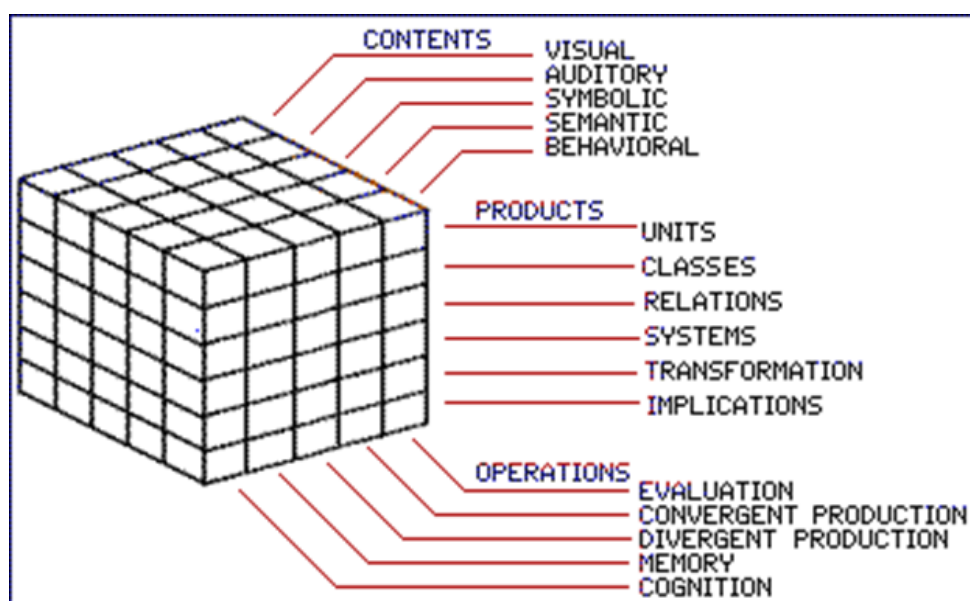 CONTENTS
VISUAL
AUDITORY
SYMBOLIC
SEMANTIC
BEHAVIORAL
PRODUCTS
UNITS
CLASSES
RELATIONS
SYSTEMS
TRANSFORMATION
IMPLICATIONS
OPERATIONS
EVALUATION
CONVERGENT PRODUCTION
DIVERGENT PRODUCTION
MEMORY
COGNITION